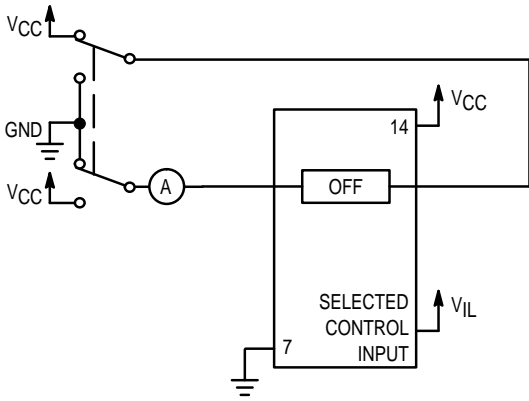 VCC
GND
VCC
A
OFF
14
VCC
SELECTED
CONTROL
INPUT
7
VIL